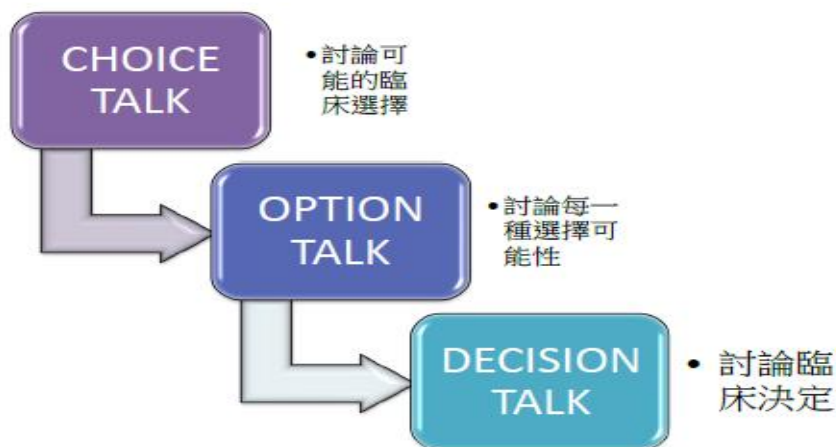 CHOICE
TALK
•討論可
能的臨
床選擇
OPTION
TALK
•討論每一
種選擇可
能性
DECISION
TALK
• 討論臨
床決定